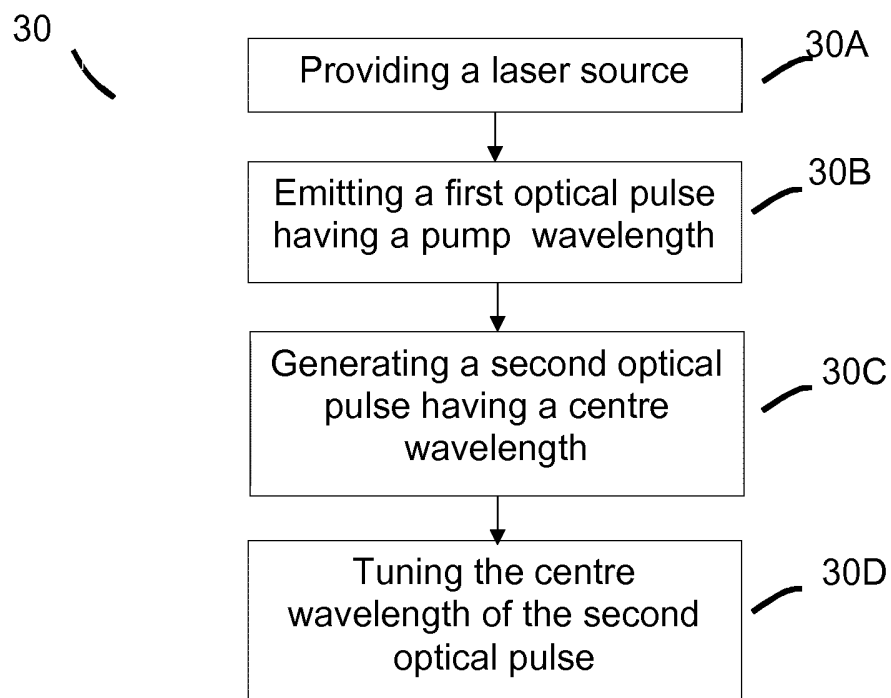 30
Providing a laser source
30A
Emitting a first optical pulse
having a pump wavelength
30B
Generating a second optical
pulse having a centre
wavelength
30C
Tuning the centre
wavelength of the second
optical pulse
30D